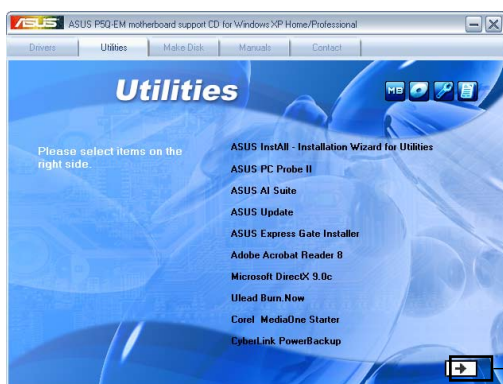 ASUS ASUS P5Q-EM motherboard support CD for Windows XP Home/Professional
Drivers Utilities Make Disk Manuals Contact
Utilities
MB
Please select items on the
right side.
ASUS InstAll - Installation Wizard for Utilities
ASUS PC Probe II
ASUS AI Suite
ASUS Update
ASUS Express Gate Installer
Adobe Acrobat Reader 8
Microsoft DirectX 9.0c
Ulead Burn.Now
Corel MediaOne Starter
CyberLink PowerBackup